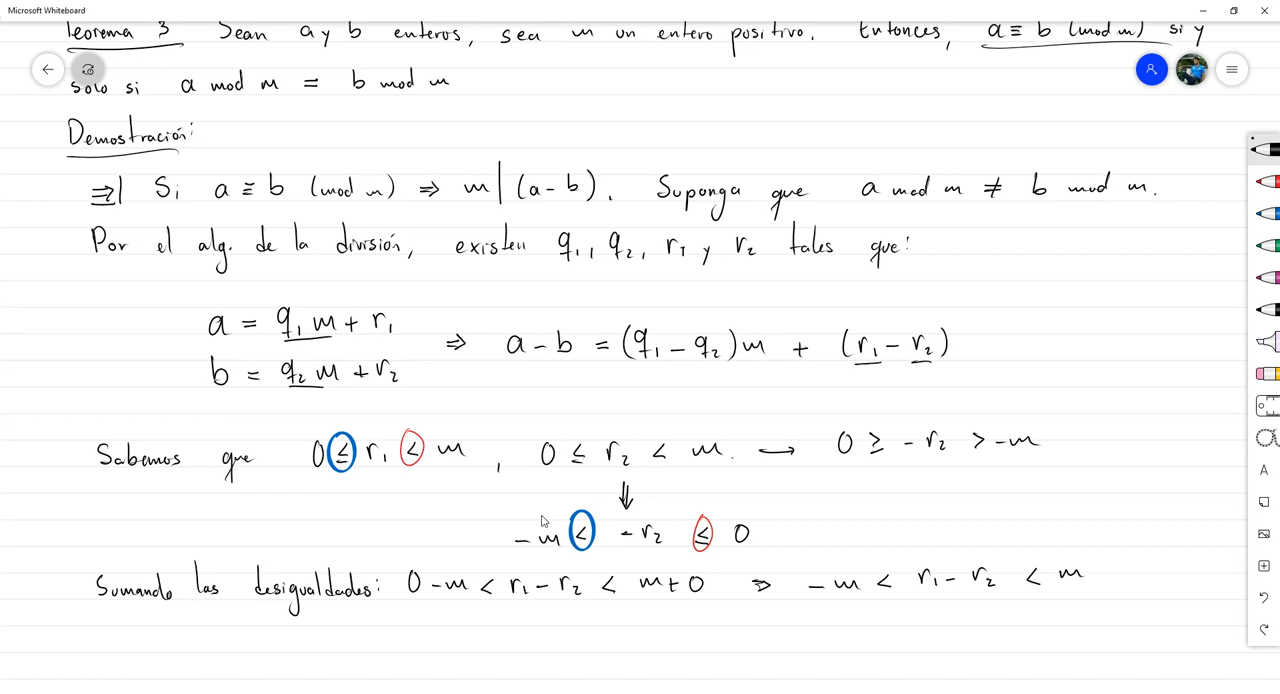 Microsoft Whiteboard
Teorema 3 Sean a y b enteros, sea m un entero positivo. Entonces, a ≡ b (mod m) si y
solo si a mod m = b mod m
Demostración:
⇒| Si a ≡ b (mod m) ⇒ m | (a - b). Suponga que a mod m ≠ b mod m.
Por el alg. de la división, existen q₁, q₂, r₁ y r₂ tales que:
a = q₁ m + r₁ ⇒ a - b = (q₁ - q₂) m + (r₁ - r₂)
b = q₂ m + r₂
Sabemos que 0 ≤ r₁ < m , 0 ≤ r₂ < m. → 0 ≥ - r₂ > - m
⇓
- m < - r₂ ≤ 0
Sumando las desigualdades: 0 - m < r₁ - r₂ < m + 0 ⇒ - m < r₁ - r₂ < m